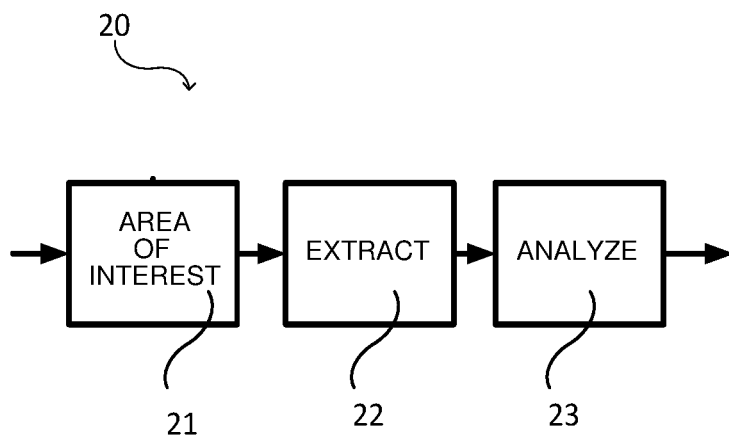 20
AREA
OF
INTEREST
EXTRACT
ANALYZE
21
22
23